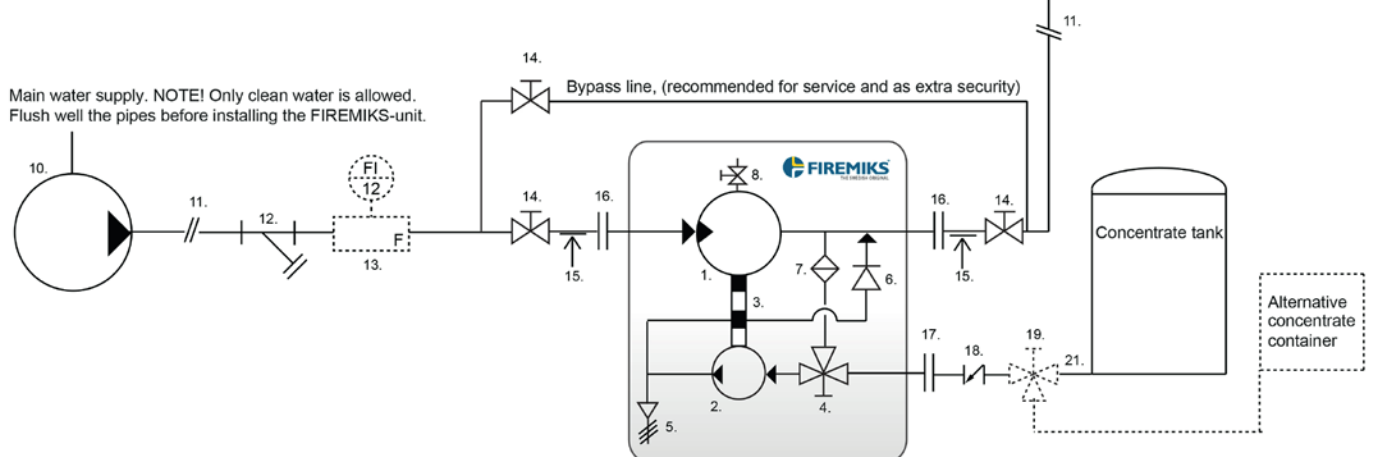 11.
14.
Bypass line, (recommended for service and as extra security)
Main water supply. NOTE! Only clean water is allowed.
Flush well the pipes before installing the FIREMIKS-unit.
10.
FI
12
FIREMIKS
THE SWEDISH ORIGINAL
8.
11.
12.
14.
16.
16.
14.
F
13.
15.
1.
7.
6.
15.
Concentrate tank
3.
Alternative
concentrate
container
17.
18.
19.
21.
2.
4.
5.